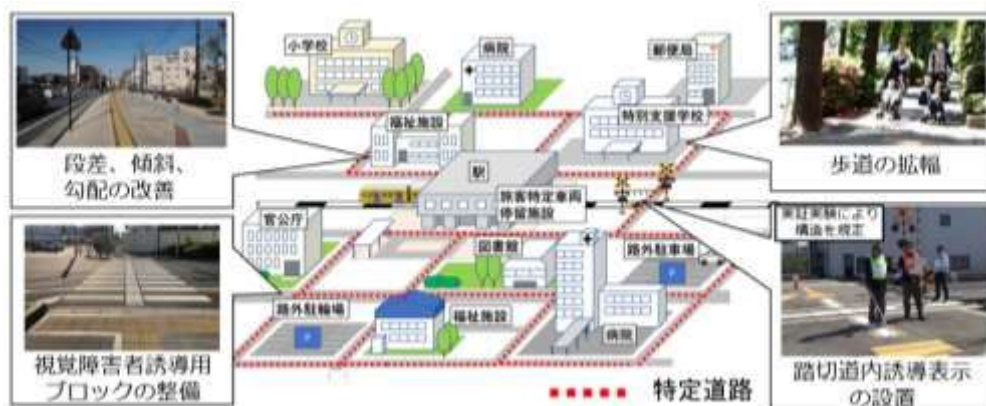 小学校
病院
郵便局
福祉施設
特別支援学校
段差、傾斜、
勾配の改善
歩道の拡幅
駅
旅客特定車両
停留施設
官公庁
実証実験により
構造を規定
図書館
路外駐車場
P
路外駐輪場
P
福祉施設
病院
視覚障害者誘導用
ブロックの整備
踏切道内誘導表示
の設置
特定道路